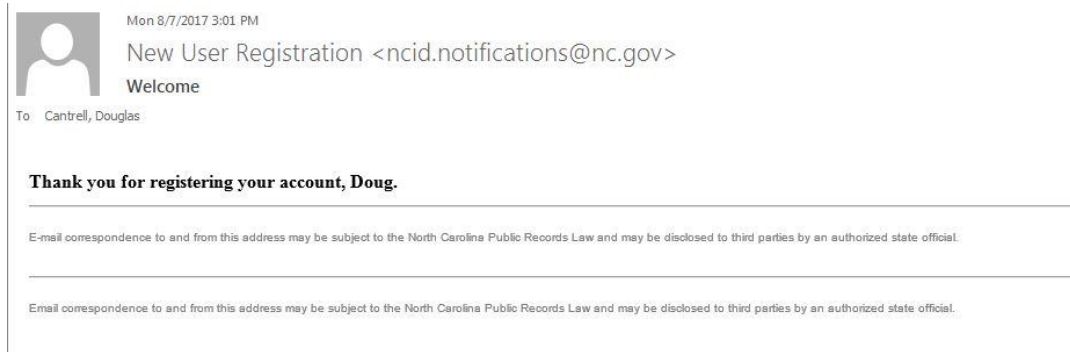 Mon 8/7/2017 3:01 PM
New User Registration <ncid.notifications@nc.gov>
Welcome
To Cantrell, Douglas
Thank you for registering your account, Doug.
E-mail correspondence to and from this address may be subject to the North Carolina Public Records Law and may be disclosed to third parties by an authorized state official.
Email correspondence to and from this address may be subject to the North Carolina Public Records Law and may be disclosed to third parties by an authorized state official.